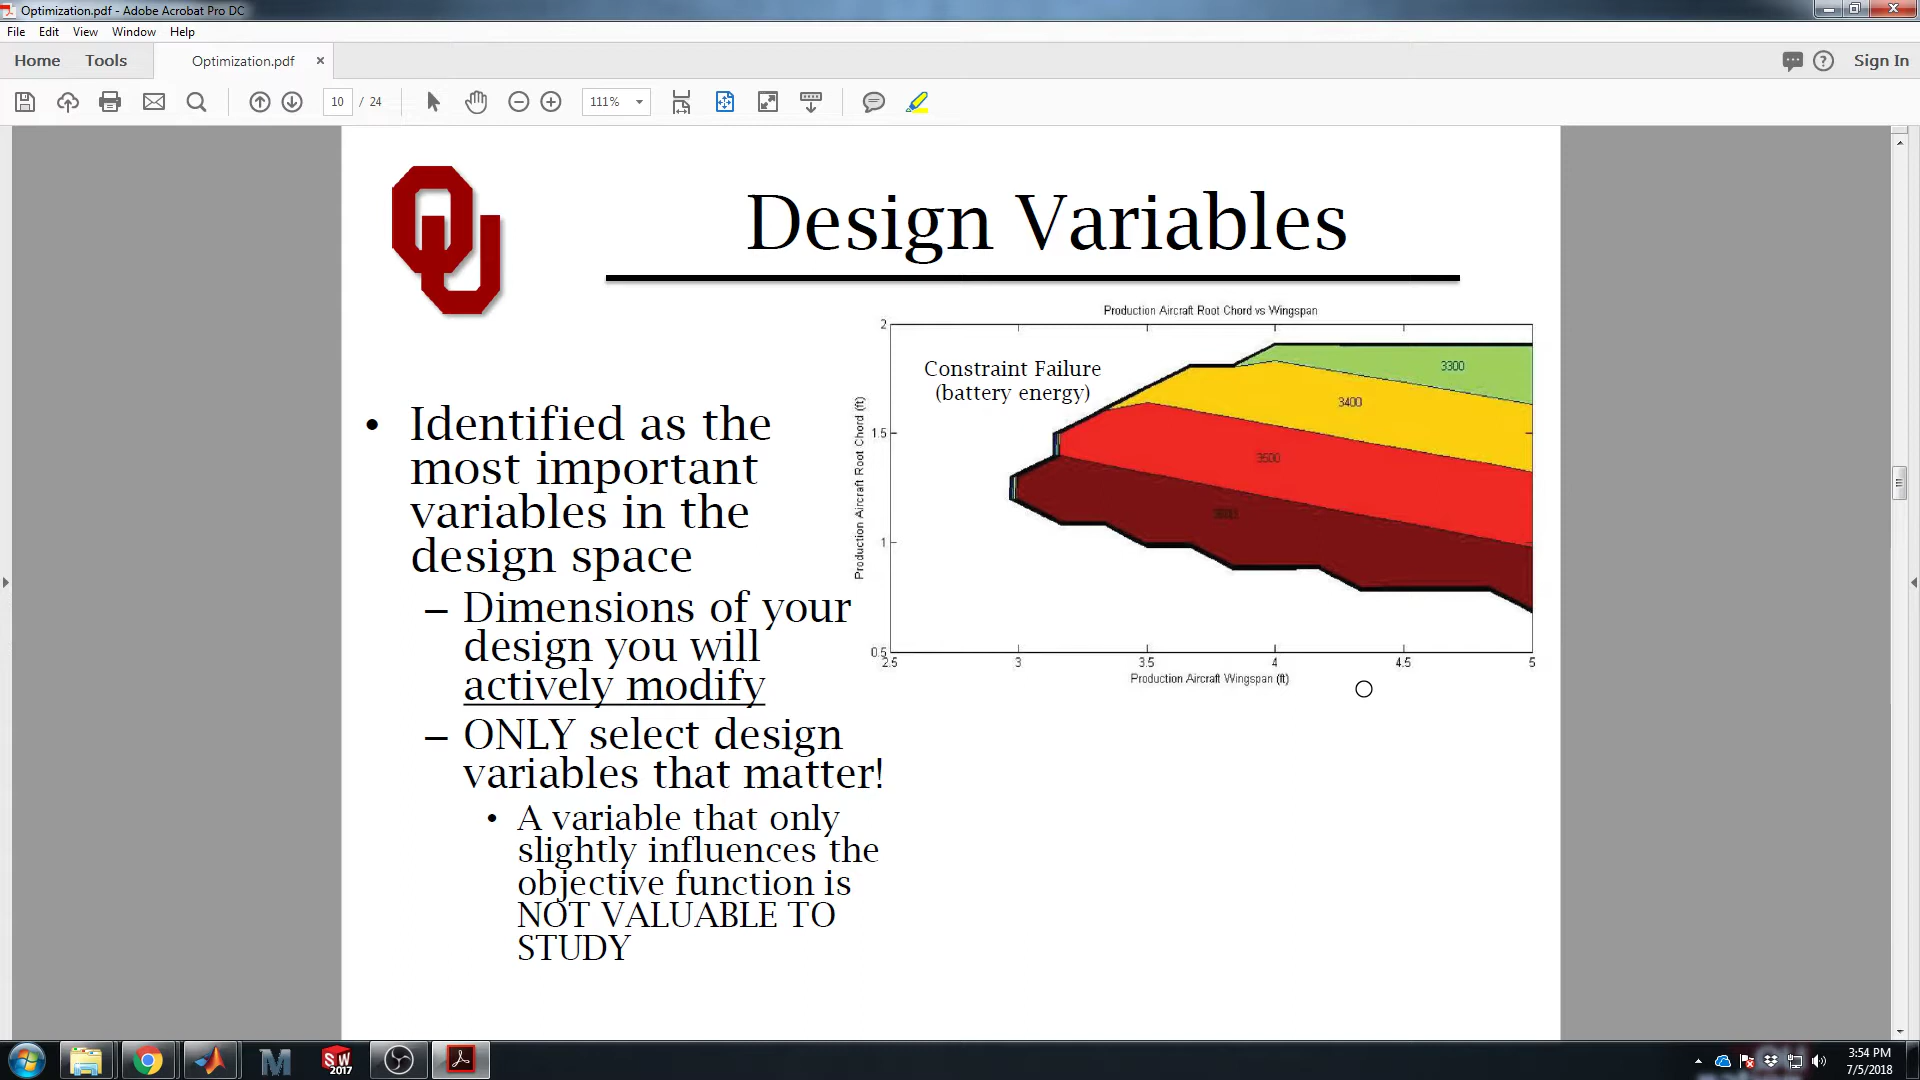 Optimization.pdf - Adobe Acrobat Pro DC
File Edit View Window Help
Home Tools Optimization.pdf × Sign In
10 / 24 111%
OU
Design Variables
Production Aircraft Root Chord vs Wingspan
Constraint Failure
(battery energy)
3300
3400
3500
Production Aircraft Root Chord (ft)
2
1.5
1
0.5
2.5 3 3.5 4 4.5 5
Production Aircraft Wingspan (ft)
• Identified as the
most important
variables in the
design space
– Dimensions of your
design you will
actively modify
– ONLY select design
variables that matter!
• A variable that only
slightly influences the
objective function is
NOT VALUABLE TO
STUDY
SW
2017
3:54 PM
7/5/2018